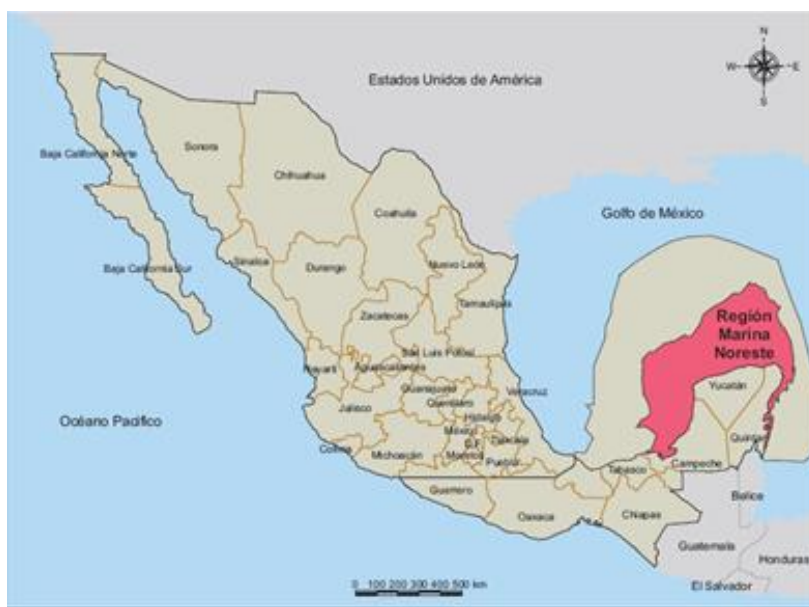 N
W
E
S
Estados Unidos de América
Baja California Norte
Sonora
Chihuahua
Coahuila
Golfo de México
Baja California Sur
Sinaloa
Durango
Nuevo León
Tamaulipas
Zacatecas
Región
Marina
Noreste
San Luis Potosí
Nayarit
Aguascalientes
Guanajuato
Yucatán
Veracruz
Querétaro
Hidalgo
Jalisco
Océano Pacífico
México
D.F.
Tlaxcala
Quintana
Colima
Michoacán
Morelos
Puebla
Tabasco
Campeche
Guerrero
Oaxaca
Chiapas
Belice
Guatemala
Honduras
El Salvador
0 100 200 300 400 500 km